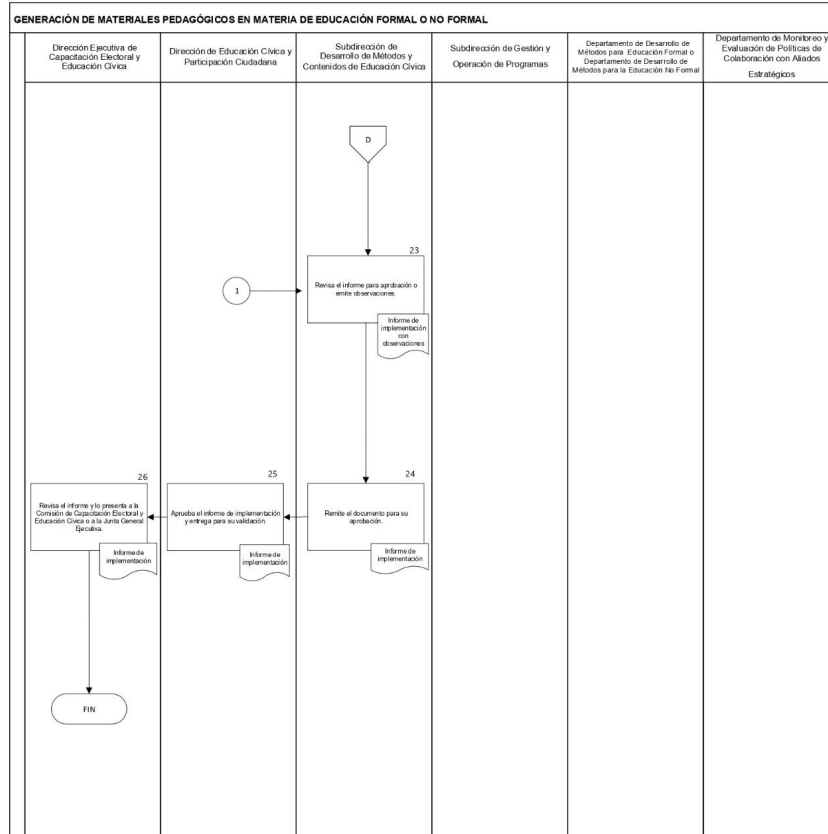 GENERACIÓN DE MATERIALES PEDAGÓGICOS EN MATERIA DE EDUCACIÓN FORMAL O NO FORMAL
Dirección Ejecutiva de
Capacitación Electoral y
Educación Cívica
Dirección de Educación Cívica y
Participación Ciudadana
Subdirección de
Desarrollo de Métodos y
Contenidos de Educación Cívica
Subdirección de Gestión y
Operación de Programas
Departamento de Desarrollo de
Métodos para Educación Formal o
Departamento de Desarrollo de
Métodos para la Educación No Formal
Departamento de Monitoreo y
Evaluación de Políticas de
Colaboración con Aliados
Estratégicos
D
23
1
Revisa el informe para aprobación o
emite observaciones.
Informe de
implementación
con
observaciones
26
Revisa el informe y lo presenta a la
Comisión de Capacitación Electoral y
Educación Cívica o a la Junta General
Ejecutiva.
Informe de
implementación
25
Aprueba el informe de implementación
y entrega para su validación.
Informe de
implementación
24
Remite el documento para su
aprobación.
Informe de
implementación
FIN